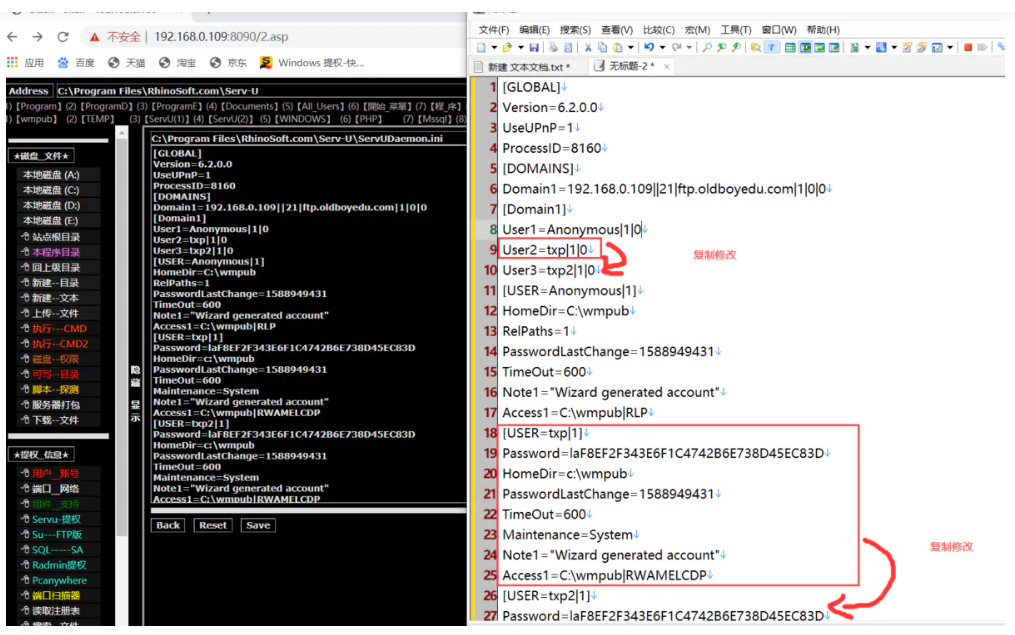 不安全 | 192.168.0.109:8090/2.asp
应用 百度 天猫 淘宝 京东 Windows 提权-快...
Address C:\Program Files\RhinoSoft.com\Serv-U
【Program】(2)【ProgramD】(3)【ProgramE】(4)【Documents】(5)【All_Users】(6)【開始_菜單】(7)【程_序】
【wmpub】 (2)【TEMP】 (3)【ServU(1)】(4)【ServU(2)】 (5)【WINDOWS】 (6)【PHP】 (7)【Mssql】(8)
★磁盘__文件★
本地磁盘 (A:)
本地磁盘 (C:)
本地磁盘 (D:)
本地磁盘 (E:)
站点根目录
本程序目录
回上级目录
新建--目录
新建--文本
上传--文件
执行---CMD
执行---CMD2
磁盘--权限
可写--目录
脚本--探测
服务器打包
下载--文件
★提权_信息★
用户__账号
端口__网络
组件__支持
Servu-提权
Su---FTP版
SQL-----SA
Radmin提权
Pcanywhere
端口扫描器
读取注册表
搜索--文件
隐藏
显示
C:\Program Files\RhinoSoft.com\Serv-U\ServUDaemon.ini
[GLOBAL]
Version=6.2.0.0
UseUPnP=1
ProcessID=8160
[DOMAINS]
Domain1=192.168.0.109||21|ftp.oldboyedu.com|1|0|0
[Domain1]
User1=Anonymous|1|0
User2=txp|1|0
User3=txp2|1|0
[USER=Anonymous|1]
HomeDir=C:\wmpub
RelPaths=1
PasswordLastChange=1588949431
TimeOut=600
Note1="Wizard generated account"
Access1=C:\wmpub|RLP
[USER=txp|1]
Password=laF8EF2F343E6F1C4742B6E738D45EC83D
HomeDir=c:\wmpub
PasswordLastChange=1588949431
TimeOut=600
Maintenance=System
Note1="Wizard generated account"
Access1=C:\wmpub|RWAMELCDP
[USER=txp2|1]
Password=laF8EF2F343E6F1C4742B6E738D45EC83D
HomeDir=c:\wmpub
PasswordLastChange=1588949431
TimeOut=600
Maintenance=System
Note1="Wizard generated account"
Access1=C:\wmpub|RWAMELCDP
Back Reset Save
文件(F) 编辑(E) 搜索(S) 查看(V) 比较(C) 宏(M) 工具(T) 窗口(W) 帮助(H)
新建 文本文档.txt * 无标题-2 * ×
1 [GLOBAL]↓
2 Version=6.2.0.0↓
3 UseUPnP=1↓
4 ProcessID=8160↓
5 [DOMAINS]↓
6 Domain1=192.168.0.109||21|ftp.oldboyedu.com|1|0|0↓
7 [Domain1]↓
8 User1=Anonymous|1|0↓
9 User2=txp|1|0↓
复制修改
10 User3=txp2|1|0↓
11 [USER=Anonymous|1]↓
12 HomeDir=C:\wmpub↓
13 RelPaths=1↓
14 PasswordLastChange=1588949431↓
15 TimeOut=600↓
16 Note1="Wizard generated account"↓
17 Access1=C:\wmpub|RLP↓
18 [USER=txp|1]↓
19 Password=laF8EF2F343E6F1C4742B6E738D45EC83D↓
20 HomeDir=c:\wmpub↓
21 PasswordLastChange=1588949431↓
22 TimeOut=600↓
23 Maintenance=System↓
24 Note1="Wizard generated account"↓
复制修改
25 Access1=C:\wmpub|RWAMELCDP↓
26 [USER=txp2|1]↓
27 Password=laF8EF2F343E6F1C4742B6E738D45EC83D↓